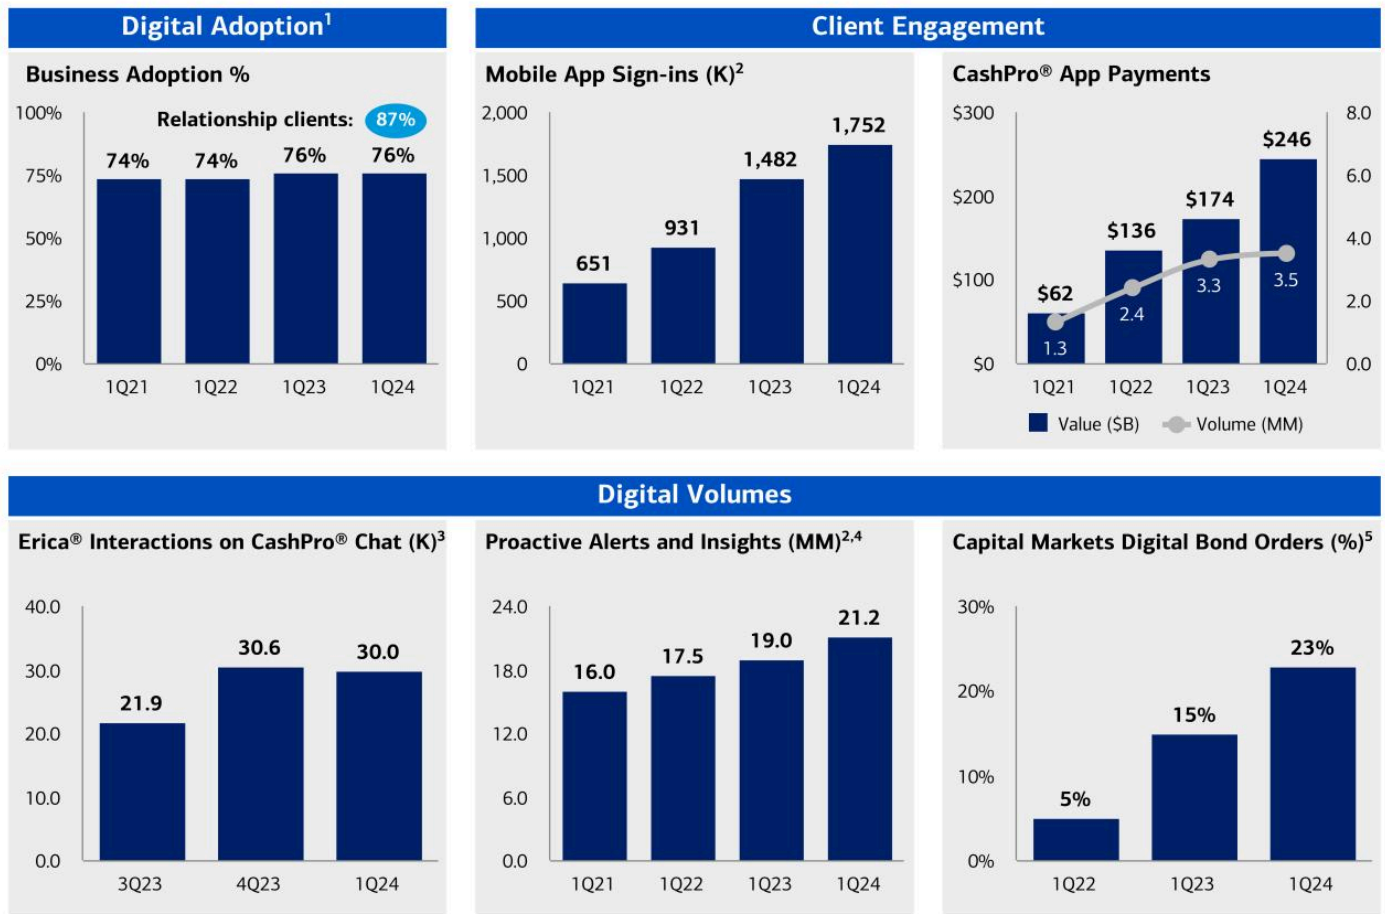 Digital Adoption1
Client Engagement
Business Adoption %
100%
75%
50%
25%
0%
Relationship clients: 87%
74%
74%
76%
76%
1Q21
1Q22
1Q23
1Q24
Mobile App Sign-ins (K)2
2,000
1,500
1,000
500
0
651
931
1,482
1,752
1Q21
1Q22
1Q23
1Q24
CashPro® App Payments
$300
$200
$100
$0
8.0
6.0
4.0
2.0
0.0
$62
$136
$174
$246
1.3
2.4
3.3
3.5
1Q21
1Q22
1Q23
1Q24
Value ($B)
Volume (MM)
Digital Volumes
Erica® Interactions on CashPro® Chat (K)3
40.0
30.0
20.0
10.0
0.0
21.9
30.6
30.0
3Q23
4Q23
1Q24
Proactive Alerts and Insights (MM)2,4
24.0
18.0
12.0
6.0
0.0
16.0
17.5
19.0
21.2
1Q21
1Q22
1Q23
1Q24
Capital Markets Digital Bond Orders (%)5
30%
20%
10%
0%
5%
15%
23%
1Q22
1Q23
1Q24